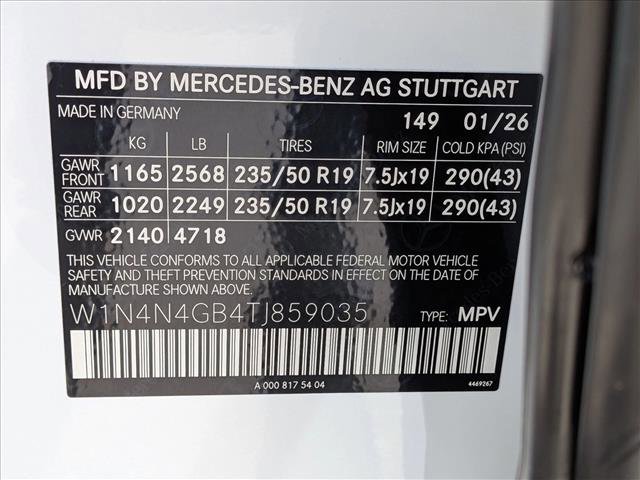 MFD BY MERCEDES-BENZ AG STUTTGART
MADE IN GERMANY 149 01/26
KG LB TIRES RIM SIZE COLD KPA (PSI)
GAWR FRONT 1165 2568 235/50 R19 7.5Jx19 290(43)
GAWR REAR 1020 2249 235/50 R19 7.5Jx19 290(43)
GVWR 2140 4718
THIS VEHICLE CONFORMS TO ALL APPLICABLE FEDERAL MOTOR VEHICLE
SAFETY AND THEFT PREVENTION STANDARDS IN EFFECT ON THE DATE
OF MANUFACTURE SHOWN ABOVE
W1N4N4GB4TJ859035 TYPE: MPV
A 000 817 54 04
4469267